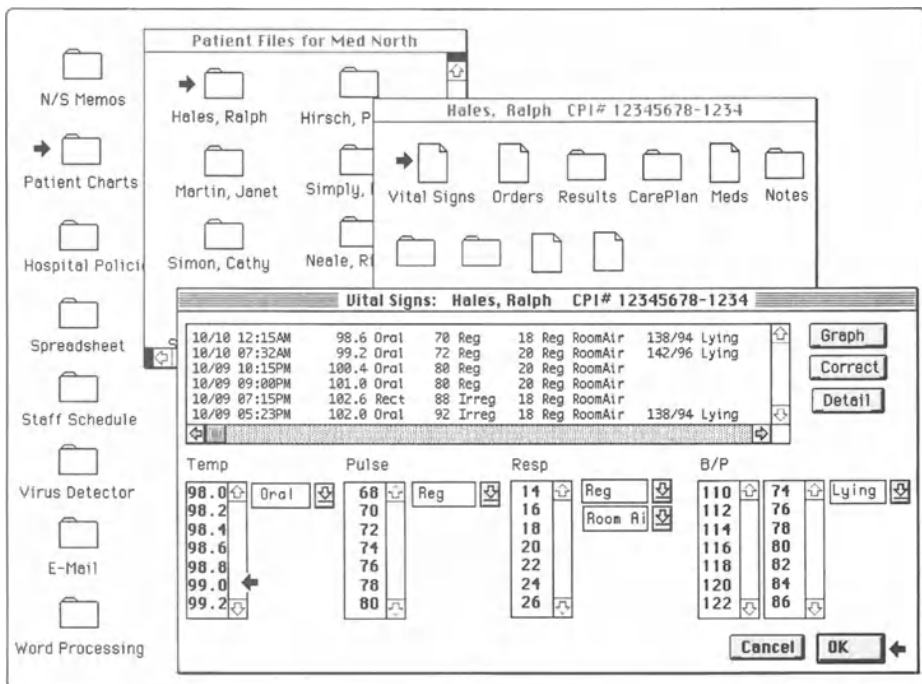 Patient Files for Med North
N/S Memos
Patient Charts
Hospital Polici
Spreadsheet
Staff Schedule
Virus Detector
E-Mail
Word Processing
Hales, Ralph
Hirsch, P
Martin, Janet
Simply,
Simon, Cathy
Neale, Ri
S
Hales, Ralph CPI# 12345678-1234
Vital Signs
Orders
Results
CarePlan
Meds
Notes
Vital Signs: Hales, Ralph CPI# 12345678-1234
10/10 12:15AM 98.6 Oral 70 Reg 18 Reg RoomAir 138/94 Lying
10/10 07:32AM 99.2 Oral 72 Reg 20 Reg RoomAir 142/96 Lying
10/09 10:15PM 100.4 Oral 80 Reg 20 Reg RoomAir
10/09 09:00PM 101.0 Oral 80 Reg 20 Reg RoomAir
10/09 07:15PM 102.6 Rect 88 Irreg 18 Reg RoomAir
10/09 05:23PM 102.0 Oral 92 Irreg 18 Reg RoomAir 138/94 Lying
Graph
Correct
Detail
Temp
98.0
98.2
98.4
98.6
98.8
99.0
99.2
Oral
Pulse
68
70
72
74
76
78
80
Reg
Resp
14
16
18
20
22
24
26
Reg
Room Ai
B/P
110
112
114
116
118
120
122
74
76
78
80
82
84
86
Lying
Cancel
OK